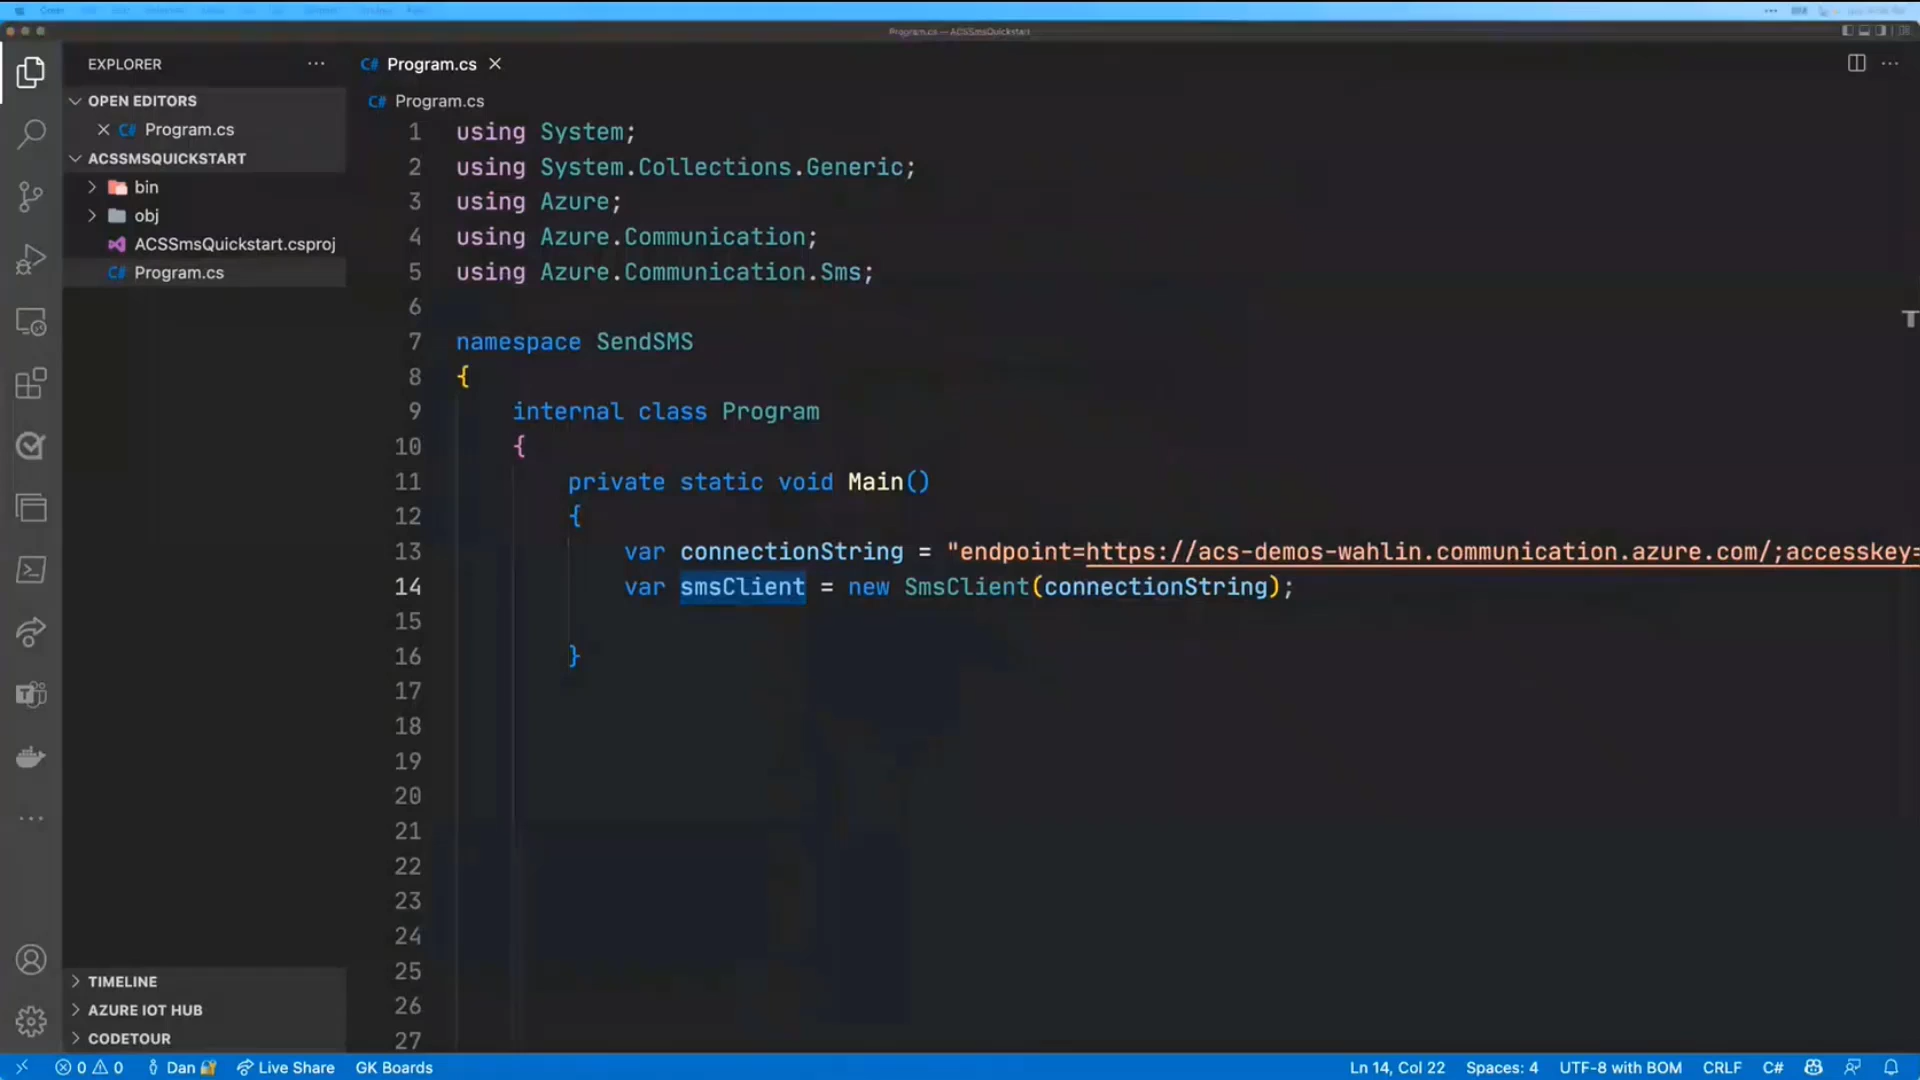 Program.cs — ACSSmsQuickstart
EXPLORER
Program.cs
OPEN EDITORS
Program.cs
ACSSMSQUICKSTART
bin
obj
ACSSmsQuickstart.csproj
Program.cs
Program.cs
1 using System;
2 using System.Collections.Generic;
3 using Azure;
4 using Azure.Communication;
5 using Azure.Communication.Sms;
6
7 namespace SendSMS
8 {
9 internal class Program
10 {
11 private static void Main()
12 {
13 var connectionString = "endpoint=https://acs-demos-wahlin.communication.azure.com/;accesskey=
14 var smsClient = new SmsClient(connectionString);
15
16 }
17
18
19
20
21
22
23
24
25
26
27
TIMELINE
AZURE IOT HUB
CODETOUR
0 0 Dan Live Share GK Boards Ln 14, Col 22 Spaces: 4 UTF-8 with BOM CRLF C#